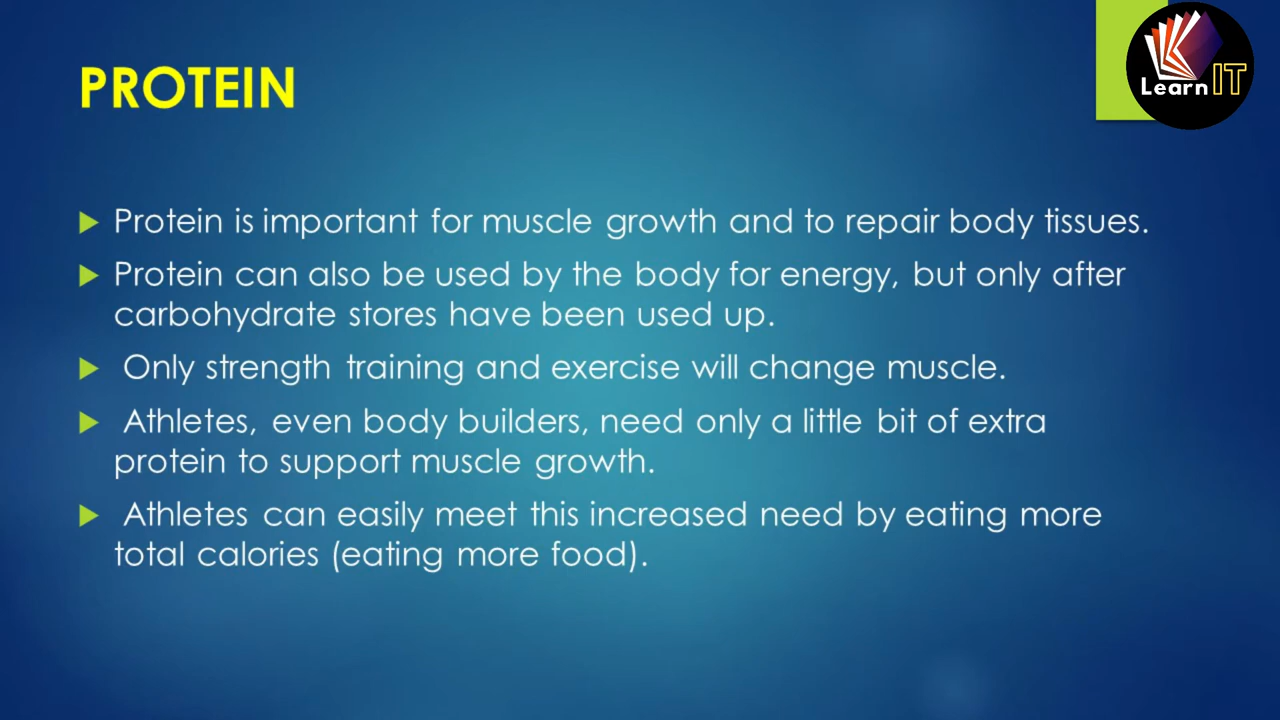 PROTEIN
Learn IT
Protein is important for muscle growth and to repair body tissues.
Protein can also be used by the body for energy, but only after
carbohydrate stores have been used up.
Only strength training and exercise will change muscle.
Athletes, even body builders, need only a little bit of extra
protein to support muscle growth.
Athletes can easily meet this increased need by eating more
total calories (eating more food).